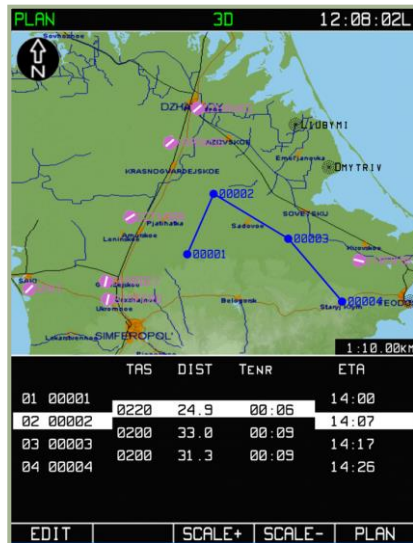 PLAN 3D 12:08:02L
N
LIUBYMI
DMYTRIV
KRASNOGVARDEJSKOE
00002
SOVETSKIJ
Sadovoe
00003
00001
00004
Belogorsk
SIMFEROPOL'
1:10.00KM
TAS DIST TENR ETA
01 00001 14:00
0220 24.9 00:06
02 00002 14:07
0200 33.0 00:09
03 00003 14:17
0200 31.3 00:09
04 00004 14:26
EDIT SCALE+ SCALE- PLAN